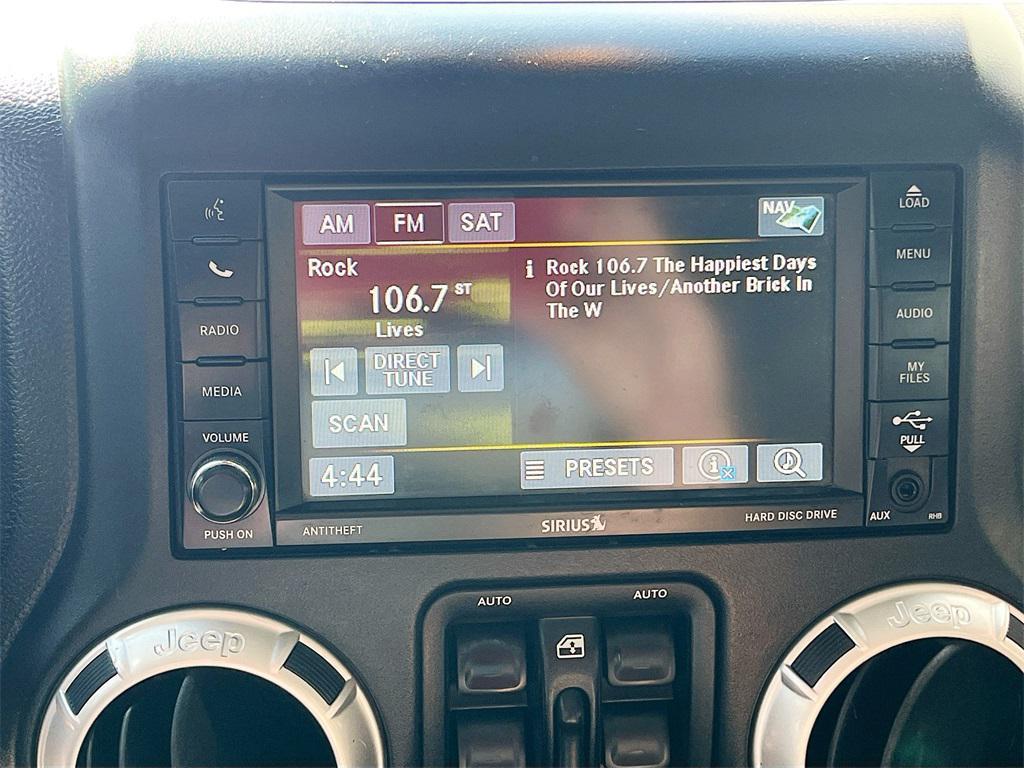 AM FM SAT NAV
Rock
106.7 ST
Lives
DIRECT
TUNE
SCAN
4:44
i Rock 106.7 The Happiest Days
Of Our Lives/Another Brick In
The W
PRESETS
i
RADIO
MEDIA
VOLUME
PUSH ON
LOAD
MENU
AUDIO
MY
FILES
PULL
AUX
RHB
ANTITHEFT
SIRIUS
HARD DISC DRIVE
AUTO AUTO
Jeep Jeep